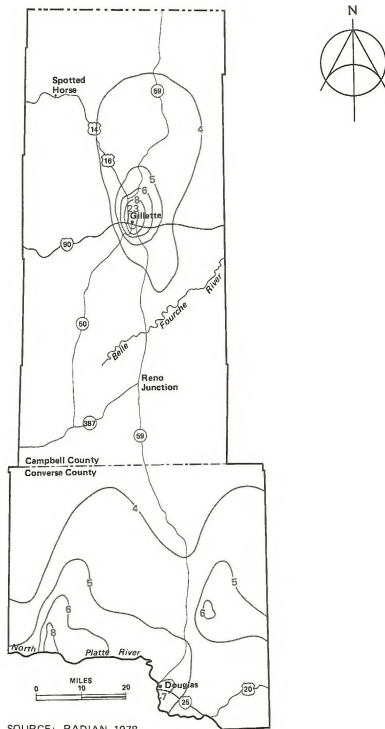 N
Spotted
Horse
59
14
16
4
5
6
8
23
Gillette
90
50
Belle Fourche River
Reno
Junction
387
59
Campbell County
Converse County
4
5
5
6
6
8
North Platte River
MILES
0 10 20
Douglas
7
25
20
SOURCE: RADIAN 1978